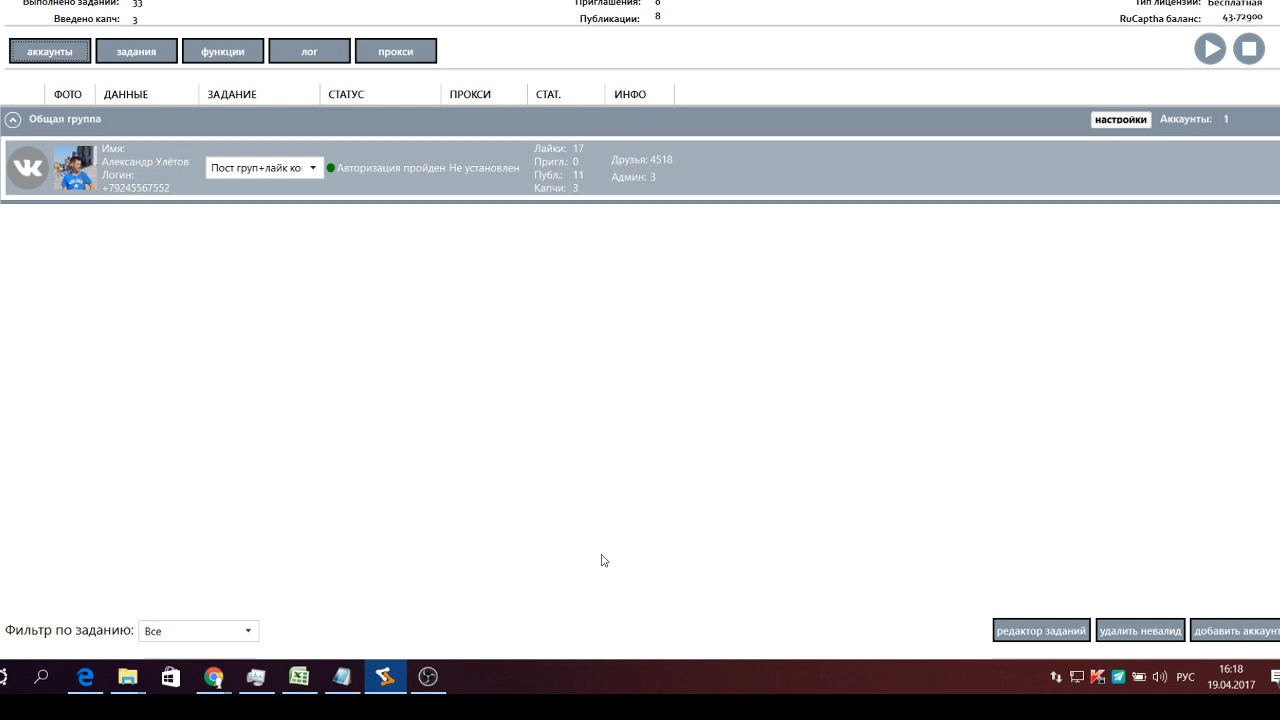 Выполнено заданий: 33
Введено капч: 3
Приглашения: 8
Публикации: 8
Тип лицензии: Бесплатная
RuCaptha баланс: 43.72900
аккаунты задания функции лог прокси
ФОТО ДАННЫЕ ЗАДАНИЕ СТАТУС ПРОКСИ СТАТ. ИНФО
Общая группа настройки Аккаунты: 1
Имя:
Александр Улётов
Логин:
+79245567552
Пост груп+лайк ко
Авторизация пройден Не установлен
Лайки: 17
Пригл.: 0
Публ.: 11
Капчи: 3
Друзья: 4518
Админ: 3
Фильтр по заданию: Все
редактор заданий удалить невалид добавить аккаунт
РУС
16:18
19.04.2017